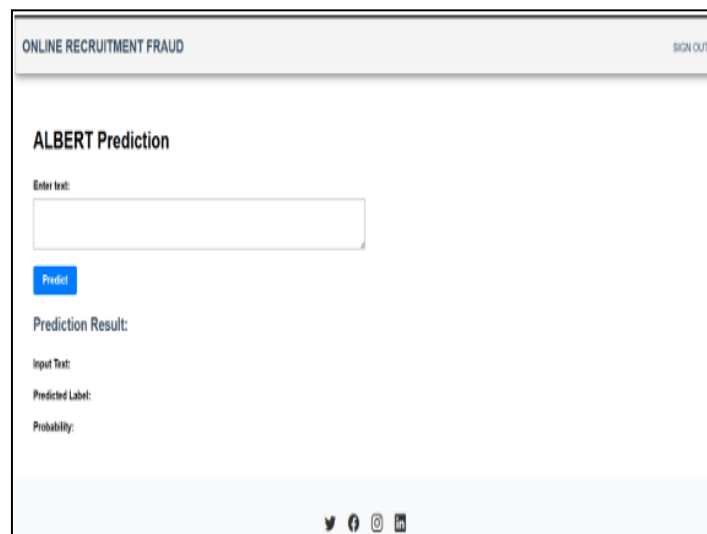 ONLINE RECRUITMENT FRAUD SIGN OUT
ALBERT Prediction
Enter text:
Predict
Prediction Result:
Input Text:
Predicted Label:
Probability: